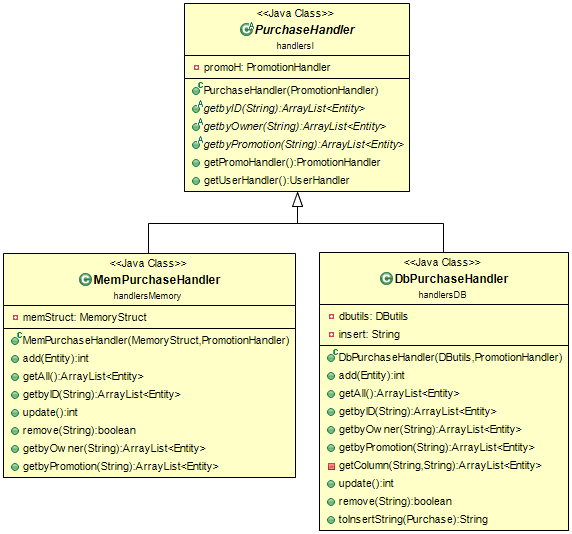 <<Java Class>>
PurchaseHandler
handlersI
promoH: PromotionHandler
PurchaseHandler(PromotionHandler)
getbyID(String):ArrayList<Entity>
getbyOwner(String):ArrayList<Entity>
getbyPromotion(String):ArrayList<Entity>
getPromoHandler():PromotionHandler
getUserHandler():UserHandler
<<Java Class>>
MemPurchaseHandler
handlersMemory
memStruct: MemoryStruct
MemPurchaseHandler(MemoryStruct,PromotionHandler)
add(Entity):int
getAll():ArrayList<Entity>
getbyID(String):ArrayList<Entity>
update():int
remove(String):boolean
getbyOwner(String):ArrayList<Entity>
getbyPromotion(String):ArrayList<Entity>
<<Java Class>>
DbPurchaseHandler
handlersDB
dbutils: DButils
insert: String
DbPurchaseHandler(DButils,PromotionHandler)
add(Entity):int
getAll():ArrayList<Entity>
getbyID(String):ArrayList<Entity>
getbyOwner(String):ArrayList<Entity>
getbyPromotion(String):ArrayList<Entity>
getColumn(String,String):ArrayList<Entity>
update():int
remove(String):boolean
toInsertString(Purchase):String